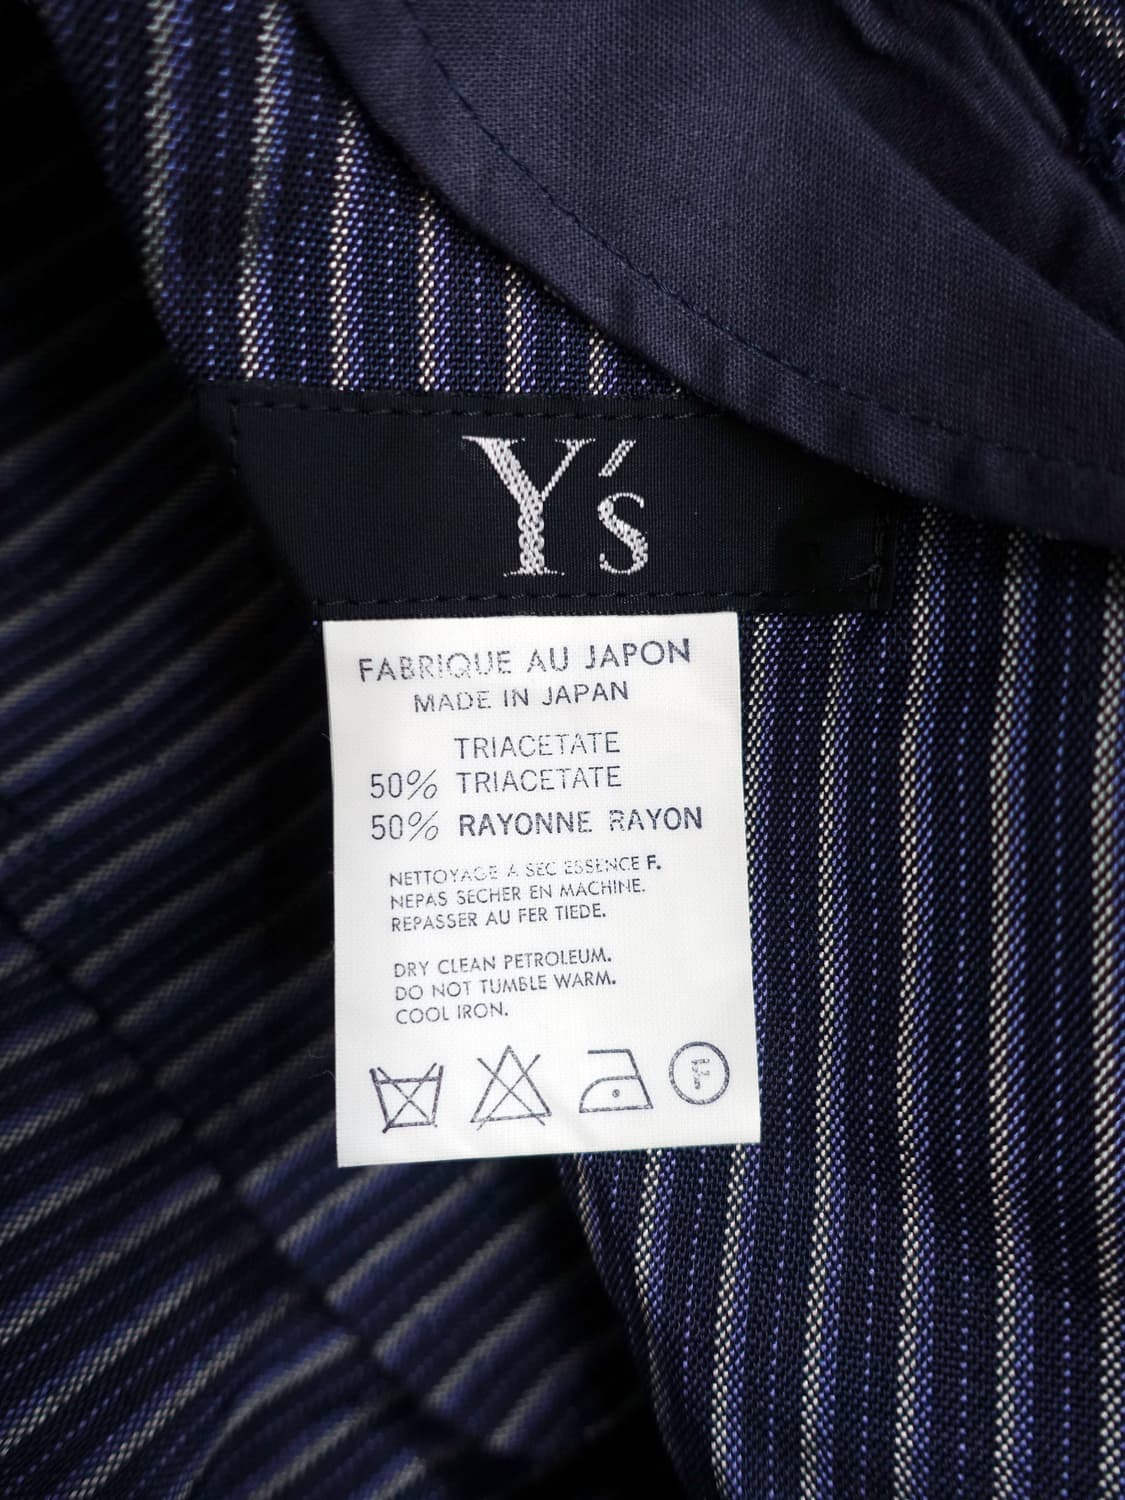 Y's
FABRIQUE AU JAPON
MADE IN JAPAN
TRIACETATE
50% TRIACETATE
50% RAYONNE RAYON
NETTOYAGE A SEC ESSENCE F.
NEPAS SECHER EN MACHINE.
REPASSER AU FER TIEDE.
DRY CLEAN PETROLEUM.
DO NOT TUMBLE WARM.
COOL IRON.
F